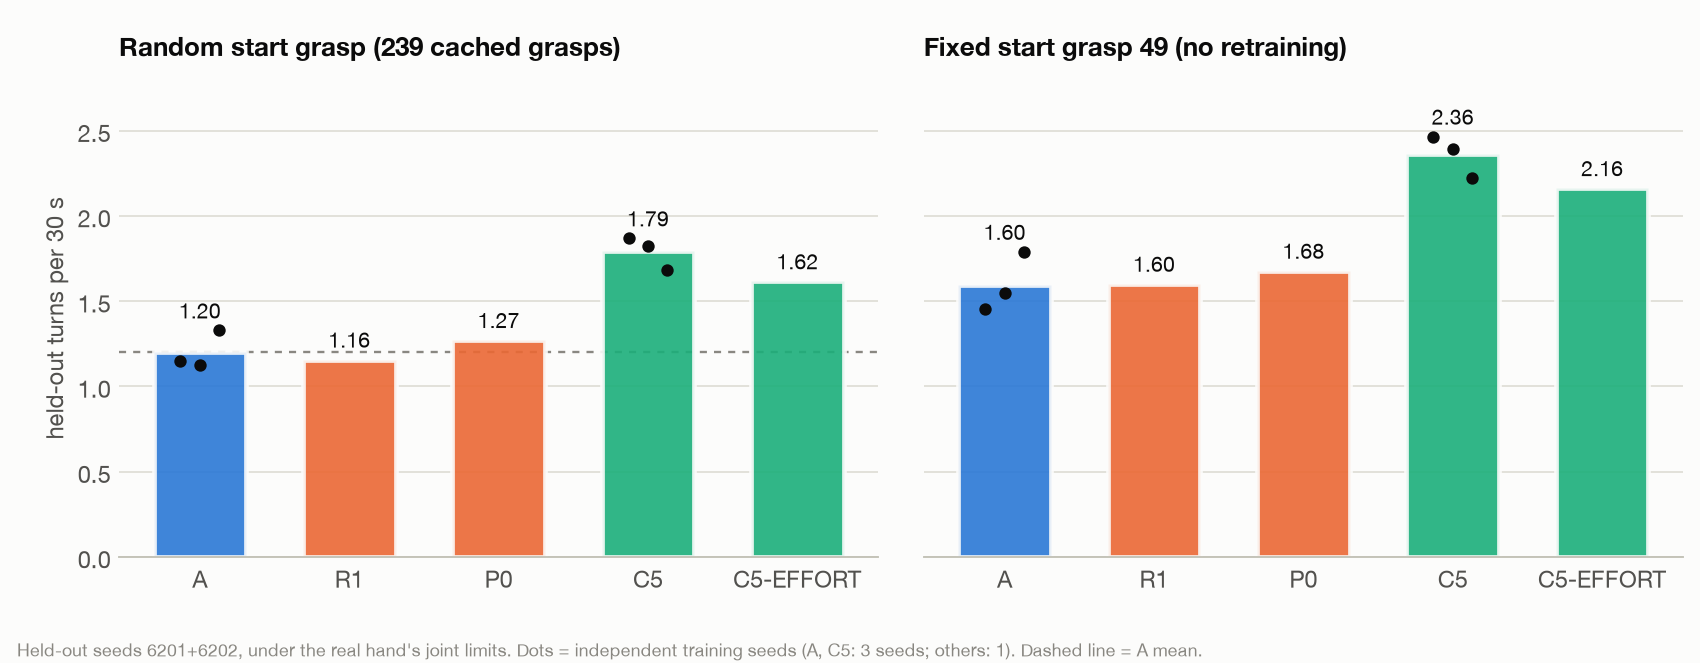 Random start grasp (239 cached grasps)
Fixed start grasp 49 (no retraining)
held-out turns per 30 s
2.5
2.0
1.5
1.0
0.5
0.0
1.20
1.16
1.27
1.79
1.62
A
R1
P0
C5
C5-EFFORT
1.60
1.60
1.68
2.36
2.16
A
R1
P0
C5
C5-EFFORT
Held-out seeds 6201+6202, under the real hand's joint limits. Dots = independent training seeds (A, C5: 3 seeds; others: 1). Dashed line = A mean.